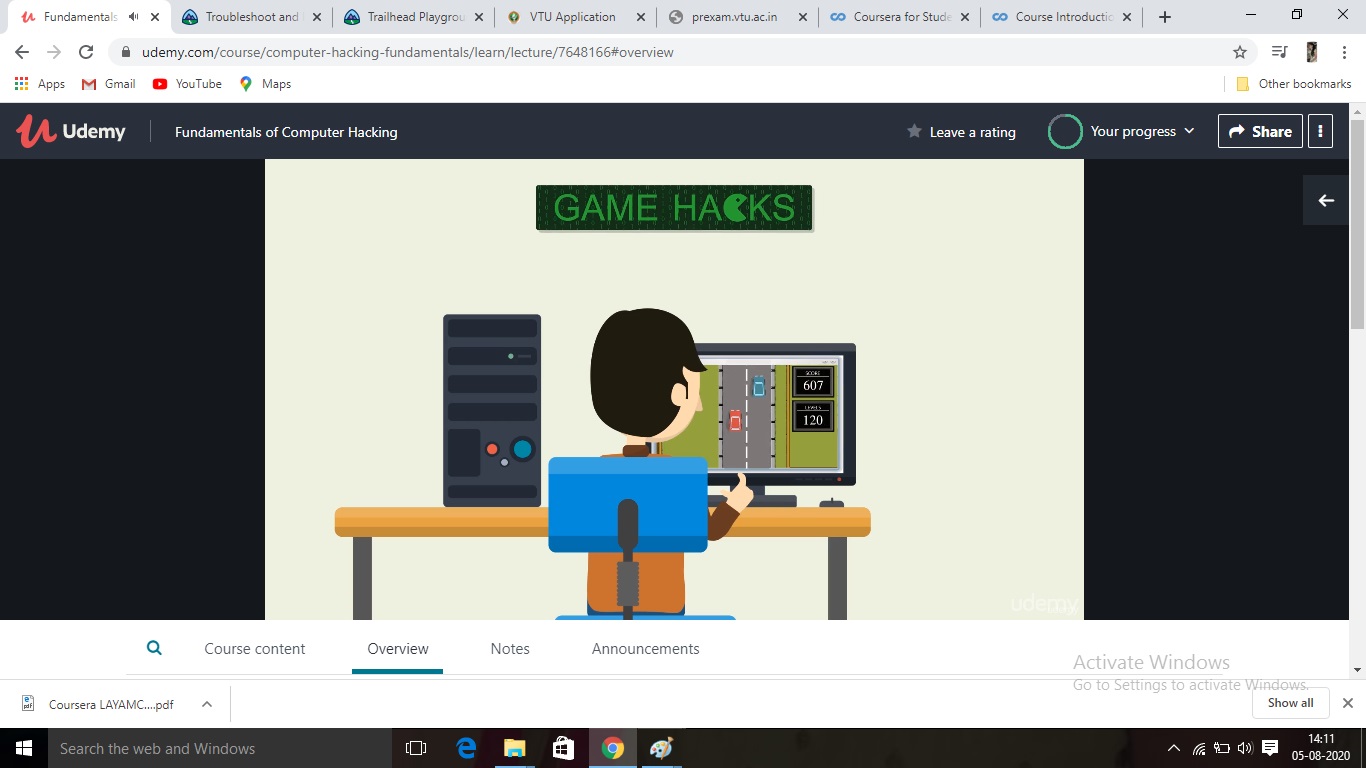 Fundamentals
Troubleshoot and
Trailhead Playgrou
VTU Application
prexam.vtu.ac.in
Coursera for Stude
Course Introductic
udemy.com/course/computer-hacking-fundamentals/learn/lecture/7648166#overview
Apps
Gmail
YouTube
Maps
Other bookmarks
Udemy
Fundamentals of Computer Hacking
Leave a rating
Your progress
Share
GAME HACKS
SCORE
607
LEVELS
120
udemy
Course content
Overview
Notes
Announcements
Activate Windows
Go to Settings to activate Windows.
Coursera LAYAMC....pdf
Show all
Search the web and Windows
14:11
05-08-2020